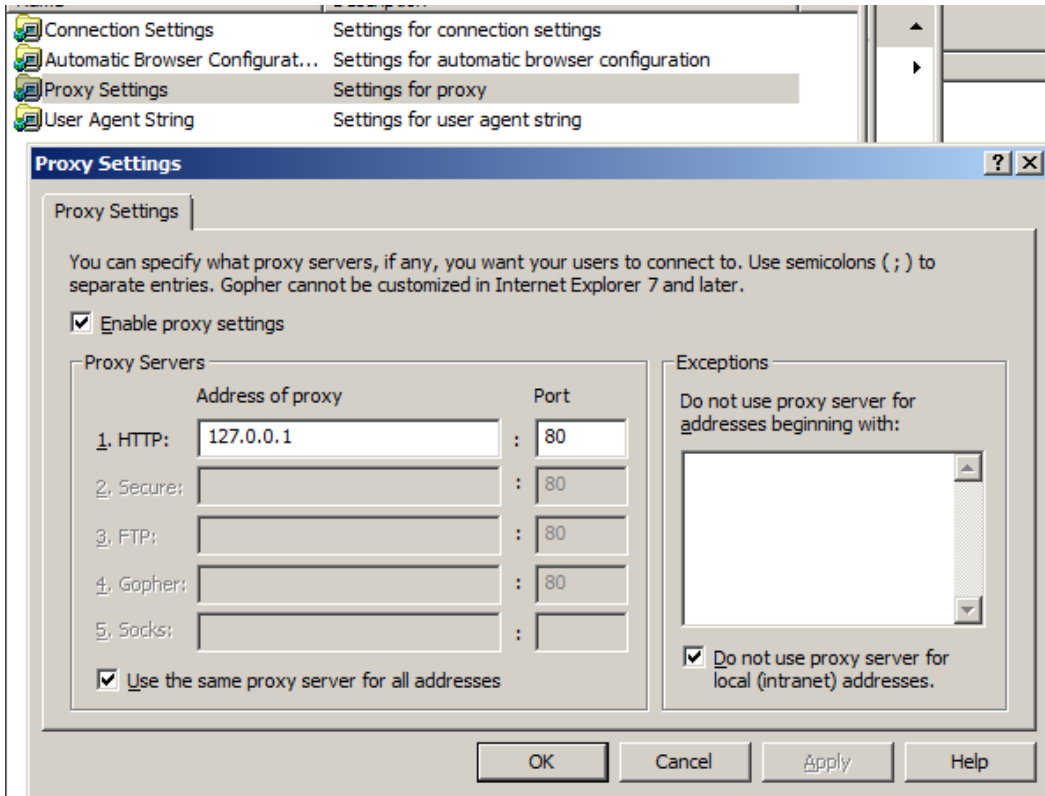 Name Description
Connection Settings Settings for connection settings
Automatic Browser Configurat... Settings for automatic browser configuration
Proxy Settings Settings for proxy
User Agent String Settings for user agent string
Proxy Settings
Proxy Settings
You can specify what proxy servers, if any, you want your users to connect to. Use semicolons ( ; ) to
separate entries. Gopher cannot be customized in Internet Explorer 7 and later.
Enable proxy settings
Proxy Servers
Address of proxy Port
1. HTTP: 127.0.0.1 : 80
2. Secure: : 80
3. FTP: : 80
4. Gopher: : 80
5. Socks: :
Use the same proxy server for all addresses
Exceptions
Do not use proxy server for
addresses beginning with:
Do not use proxy server for
local (intranet) addresses.
OK Cancel Apply Help